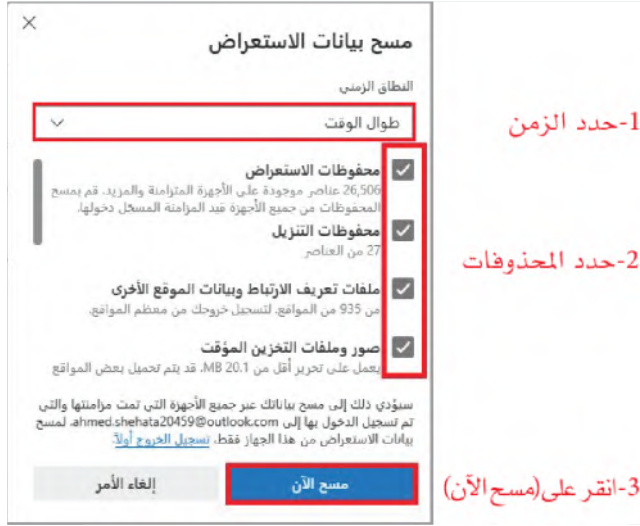 مسح بيانات الاستعراض
النطاق الزمني
طوال الوقت
1-حدد الزمن
محفوظات الاستعراض
26,506 عناصر موجودة على الأجهزة المتزامنة والمزيد. قم بمسح
المحفوظات من جميع الأجهزة قيد المزامنة المسجّل دخولها.
محفوظات التنزيل
27 من العناصر
2-حدد المحذوفات
ملفات تعريف الارتباط وبيانات الموقع الأخرى
من 935 من المواقع. لتسجيل خروجك من معظم المواقع.
صور وملفات التخزين المؤقت
يعمل على تحرير أقل من 20.1 MB. قد يتم تحميل بعض المواقع
سيؤدي ذلك إلى مسح بياناتك عبر جميع الأجهزة التي تمت مزامنتها والتي
تم تسجيل الدخول بها إلى ahmed.shehata20459@outlook.com. لمسح
بيانات الاستعراض من هذا الجهاز فقط، تسجيل الخروج أولاً.
مسح الآن
إلغاء الأمر
3-انقر على(مسح الآن)